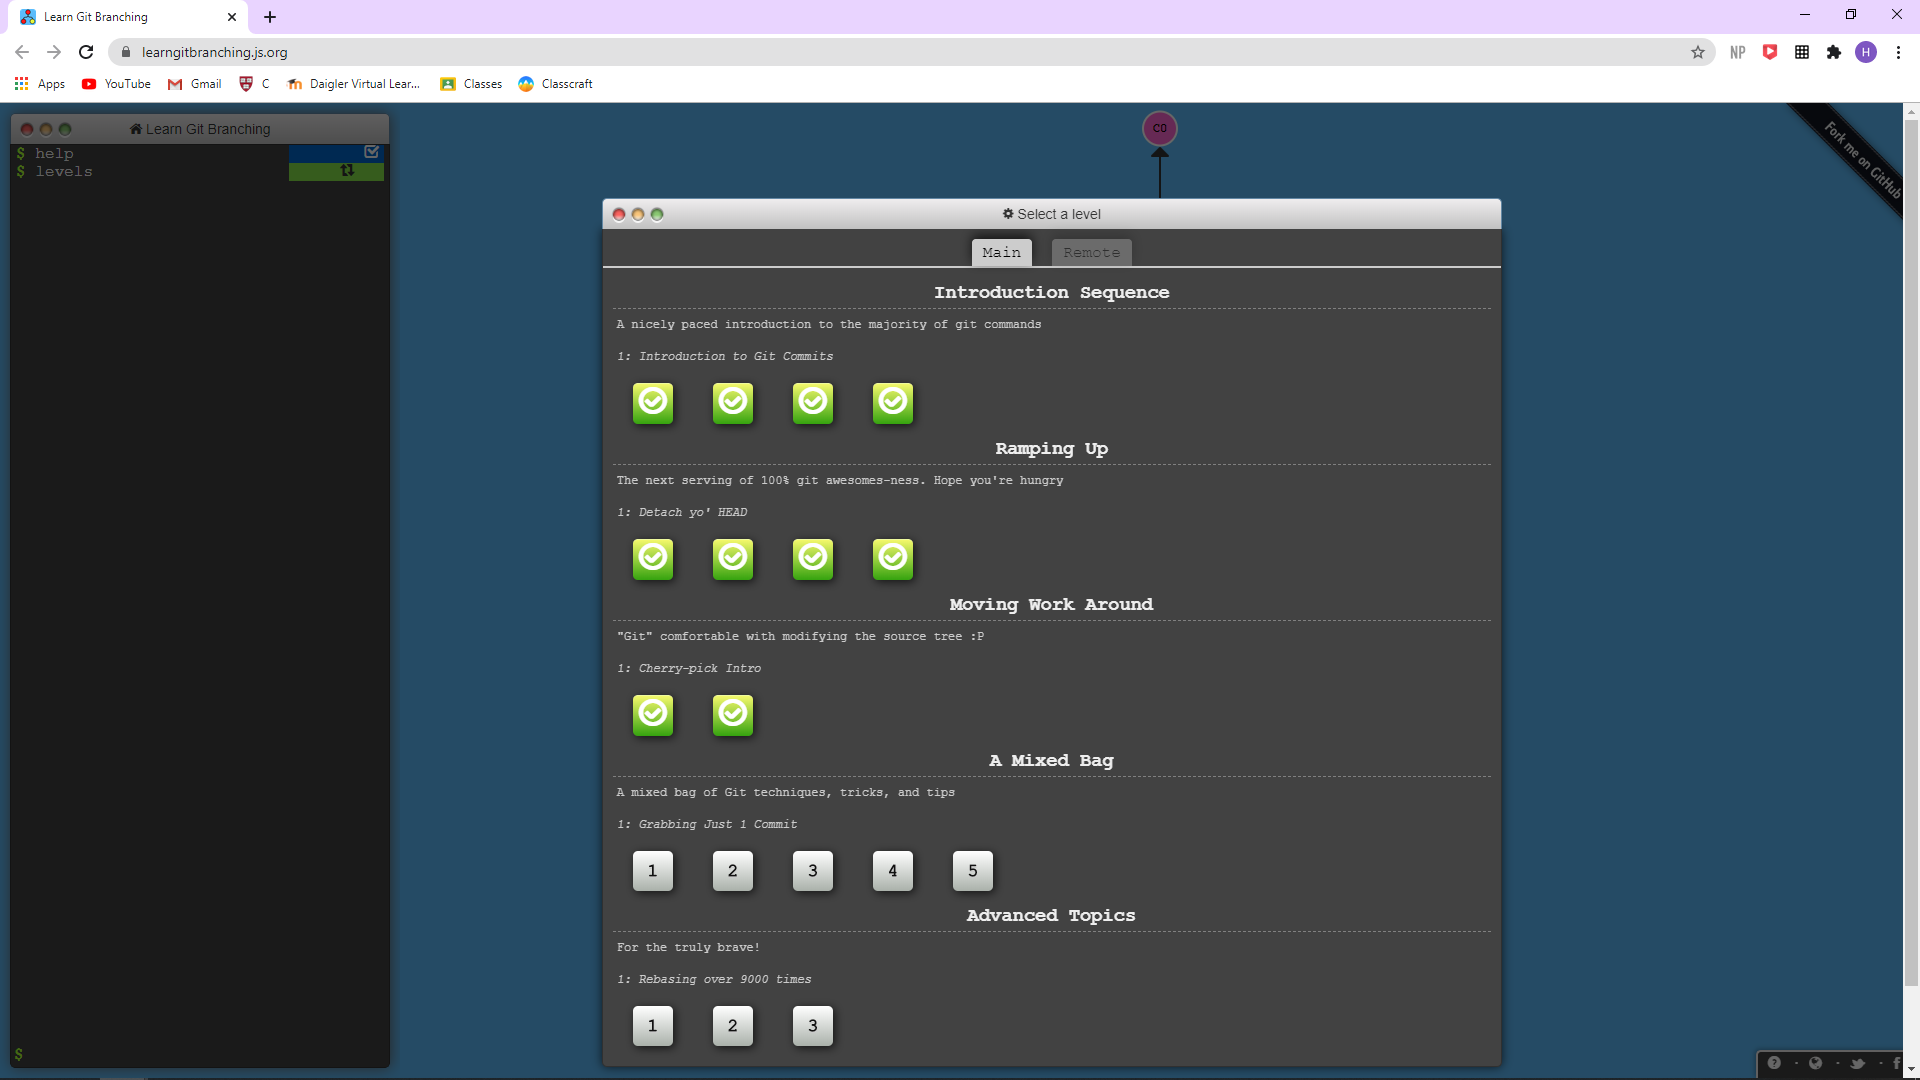 Learn Git Branching
learngitbranching.js.org
NP
H
Apps
YouTube
Gmail
C
Daigler Virtual Lear...
Classes
Classcraft
Learn Git Branching
$ help
$ levels
$
C0
Fork me on GitHub
Select a level
Main
Remote
Introduction Sequence
A nicely paced introduction to the majority of git commands
1: Introduction to Git Commits
Ramping Up
The next serving of 100% git awesomes-ness. Hope you're hungry
1: Detach yo' HEAD
Moving Work Around
"Git" comfortable with modifying the source tree :P
1: Cherry-pick Intro
A Mixed Bag
A mixed bag of Git techniques, tricks, and tips
1: Grabbing Just 1 Commit
1 2 3 4 5
Advanced Topics
For the truly brave!
1: Rebasing over 9000 times
1 2 3